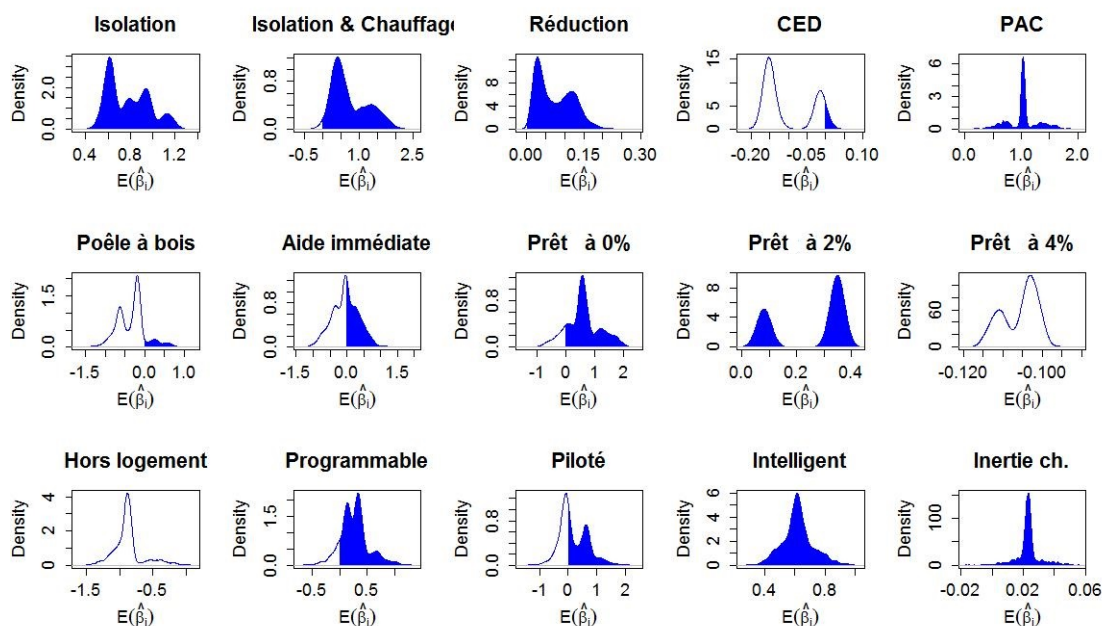 Isolation
Density
0.0 2.0
0.4 0.8 1.2
E(β̂i)
Isolation & Chauffage
Density
0.0 0.8
-0.5 1.0 2.5
E(β̂i)
Réduction
Density
0 4 8 12
0.00 0.15 0.30
E(β̂i)
CED
Density
0 5 15
-0.20 -0.05 0.10
E(β̂i)
PAC
Density
0 3 6
0.0 1.0 2.0
E(β̂i)
Poêle à bois
Density
0.0 1.5
-1.5 0.0 1.0
E(β̂i)
Aide immédiate
Density
0.0 0.8
-1.5 0.0 1.5
E(β̂i)
Prêt à 0%
Density
0.0 0.8
-1 0 1 2
E(β̂i)
Prêt à 2%
Density
0 4 8
0.0 0.2 0.4
E(β̂i)
Prêt à 4%
Density
0 60
-0.120 -0.100
E(β̂i)
Hors logement
Density
0 2 4
-1.5 -0.5
E(β̂i)
Programmable
Density
0.0 1.5
-0.5 0.5
E(β̂i)
Piloté
Density
0.0 0.8
-1 0 1 2
E(β̂i)
Intelligent
Density
0 2 4 6
0.4 0.8
E(β̂i)
Inertie ch.
Density
0 100
-0.02 0.02 0.06
E(β̂i)